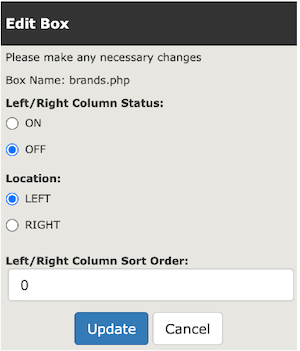 Edit Box
Please make any necessary changes
Box Name: brands.php
Left/Right Column Status:
ON
OFF
Location:
LEFT
RIGHT
Left/Right Column Sort Order:
0
Update Cancel